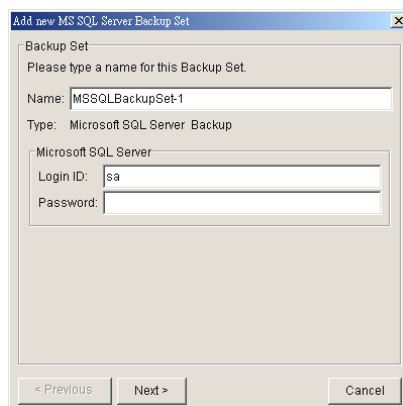 Add new MS SQL Server Backup Set
Backup Set
Please type a name for this Backup Set.
Name: MSSQLBackupSet-1
Type: Microsoft SQL Server Backup
Microsoft SQL Server
Login ID: sa
Password:
< Previous Next > Cancel